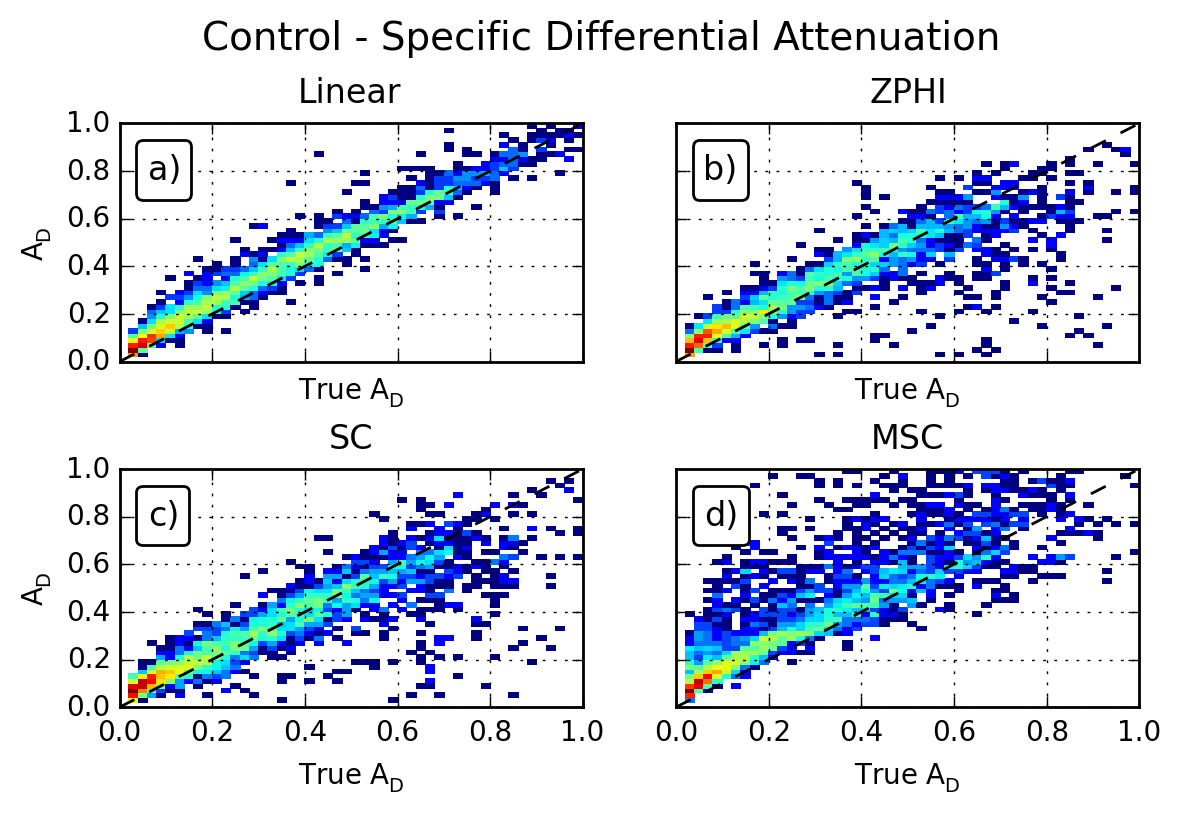 Control - Specific Differential Attenuation
Linear
ZPHI
1.0
0.8
0.6
0.4
0.2
0.0
A_D
a)
b)
True A_D
True A_D
SC
MSC
1.0
0.8
0.6
0.4
0.2
0.0
A_D
c)
d)
0.0 0.2 0.4 0.6 0.8 1.0
0.0 0.2 0.4 0.6 0.8 1.0
True A_D
True A_D